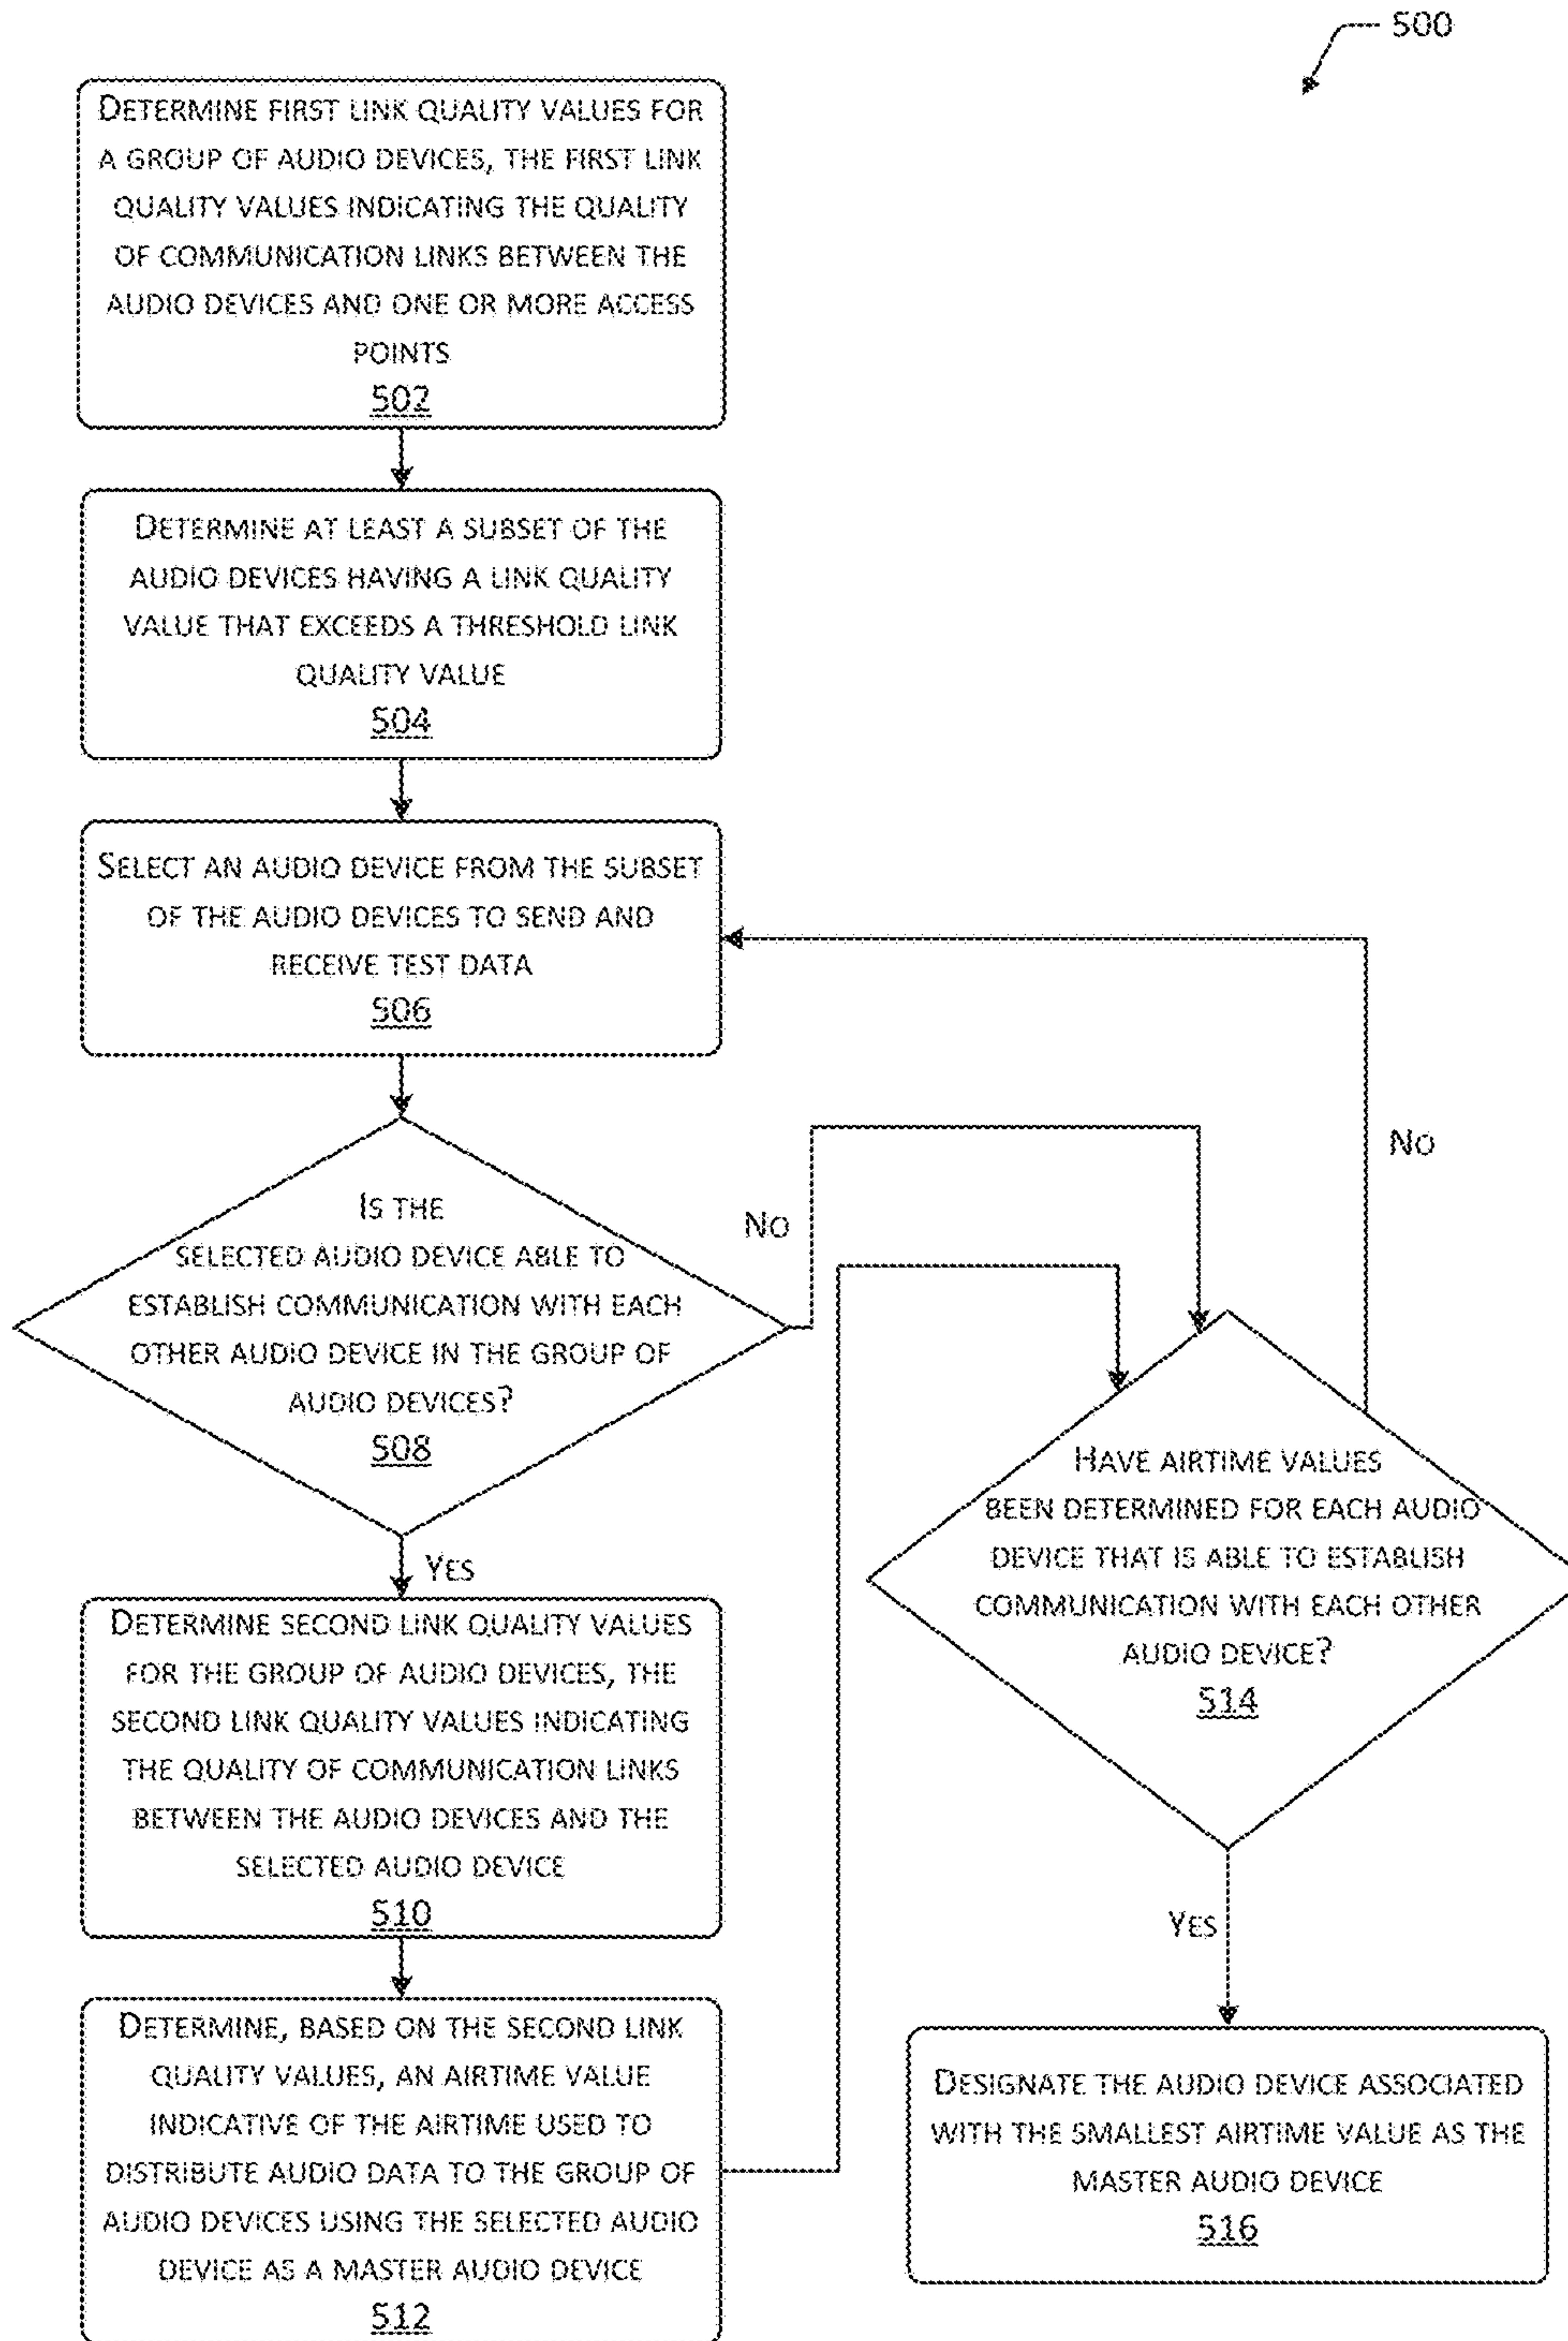 500
DETERMINE FIRST LINK QUALITY VALUES FOR
A GROUP OF AUDIO DEVICES, THE FIRST LINK
QUALITY VALUES INDICATING THE QUALITY
OF COMMUNICATION LINKS BETWEEN THE
AUDIO DEVICES AND ONE OR MORE ACCESS
POINTS
502
DETERMINE AT LEAST A SUBSET OF THE
AUDIO DEVICES HAVING A LINK QUALITY
VALUE THAT EXCEEDS A THRESHOLD LINK
QUALITY VALUE
504
SELECT AN AUDIO DEVICE FROM THE SUBSET
OF THE AUDIO DEVICES TO SEND AND
RECEIVE TEST DATA
506
IS THE
SELECTED AUDIO DEVICE ABLE TO
ESTABLISH COMMUNICATION WITH EACH
OTHER AUDIO DEVICE IN THE GROUP OF
AUDIO DEVICES?
508
NO
YES
DETERMINE SECOND LINK QUALITY VALUES
FOR THE GROUP OF AUDIO DEVICES, THE
SECOND LINK QUALITY VALUES INDICATING
THE QUALITY OF COMMUNICATION LINKS
BETWEEN THE AUDIO DEVICES AND THE
SELECTED AUDIO DEVICE
510
DETERMINE, BASED ON THE SECOND LINK
QUALITY VALUES, AN AIRTIME VALUE
INDICATIVE OF THE AIRTIME USED TO
DISTRIBUTE AUDIO DATA TO THE GROUP OF
AUDIO DEVICES USING THE SELECTED AUDIO
DEVICE AS A MASTER AUDIO DEVICE
512
NO
HAVE AIRTIME VALUES
BEEN DETERMINED FOR EACH AUDIO
DEVICE THAT IS ABLE TO ESTABLISH
COMMUNICATION WITH EACH OTHER
AUDIO DEVICE?
514
YES
DESIGNATE THE AUDIO DEVICE ASSOCIATED
WITH THE SMALLEST AIRTIME VALUE AS THE
MASTER AUDIO DEVICE
516